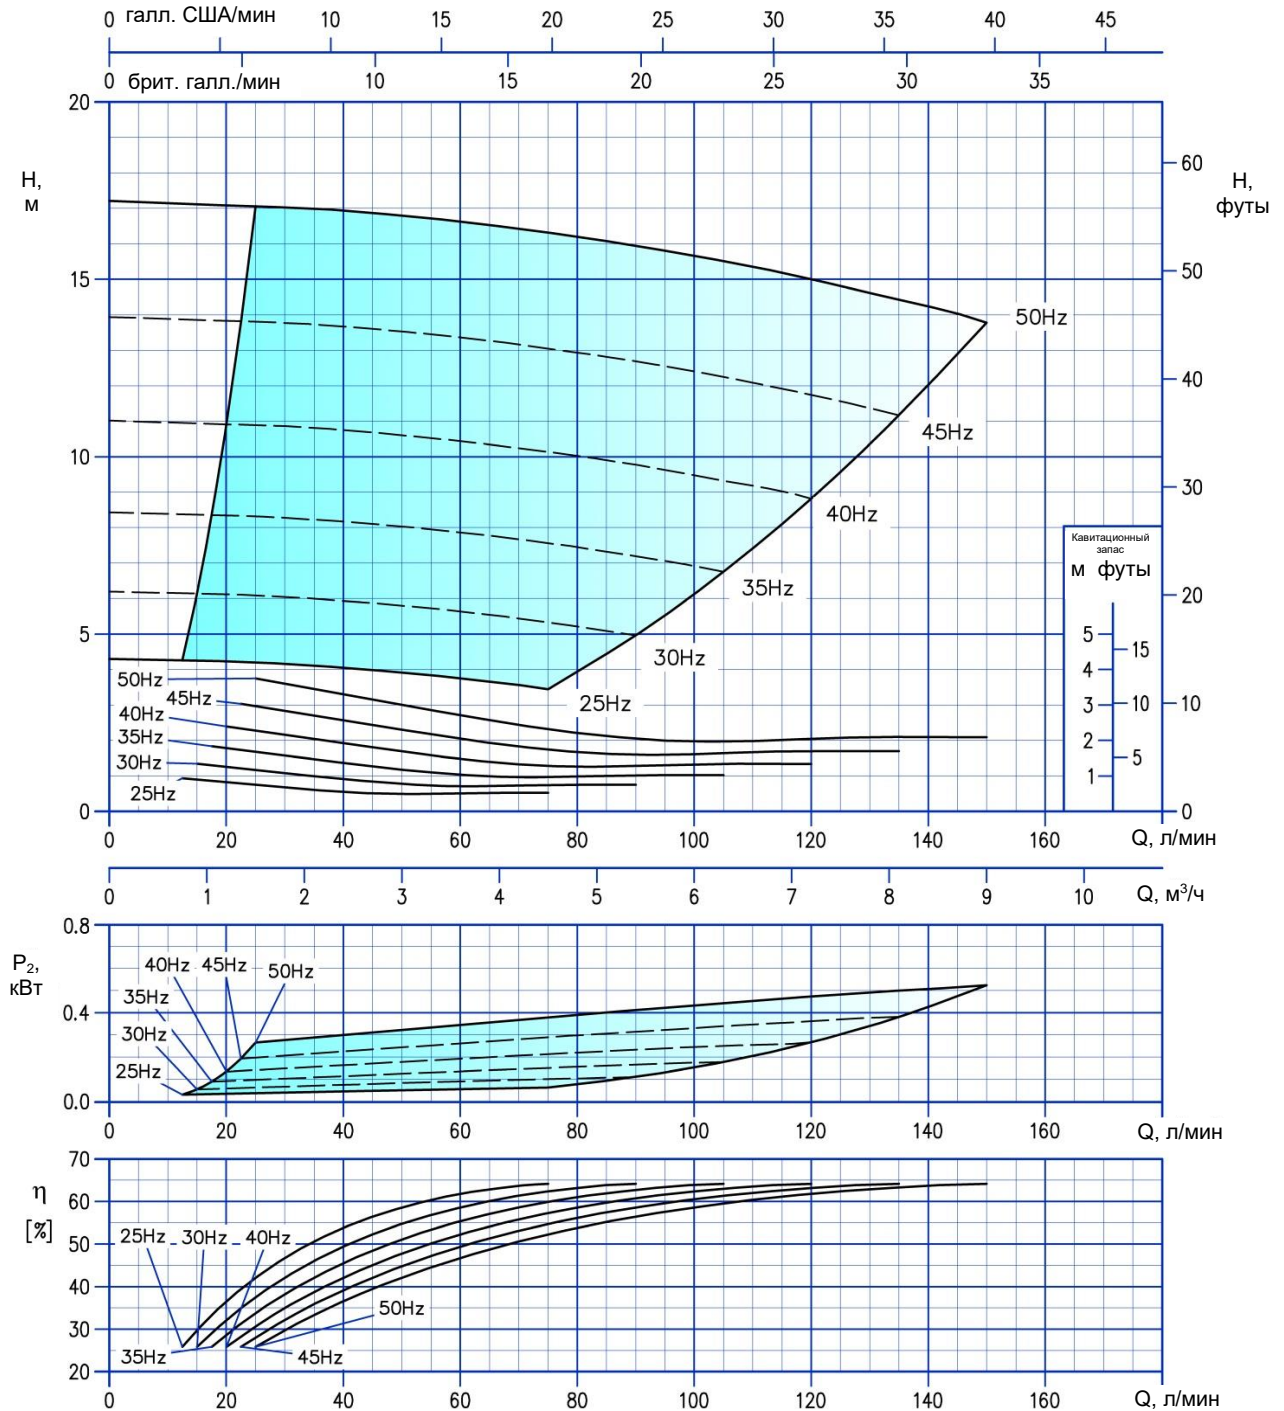 0 галл. США/мин 10 15 20 25 30 35 40 45
0 брит. галл./мин 10 15 20 25 30 35
20
60
H,
м
H,
футы
15
50
50Hz
40
45Hz
10
30
40Hz
Кавитационный
запас
м футы
35Hz
20
5
30Hz
5
15
4
50Hz
45Hz
25Hz
3
10
10
40Hz
35Hz
2
30Hz
5
1
25Hz
0
0
0 20 40 60 80 100 120 140 160 Q, л/мин
0 1 2 3 4 5 6 7 8 9 10 Q, м³/ч
0.8
P₂,
кВт
40Hz 45Hz 50Hz
35Hz
0.4
30Hz
25Hz
0.0
0 20 40 60 80 100 120 140 160 Q, л/мин
70
η
60
[%]
50
25Hz 30Hz 40Hz
40
30
50Hz
35Hz
45Hz
20
0 20 40 60 80 100 120 140 160 Q, л/мин